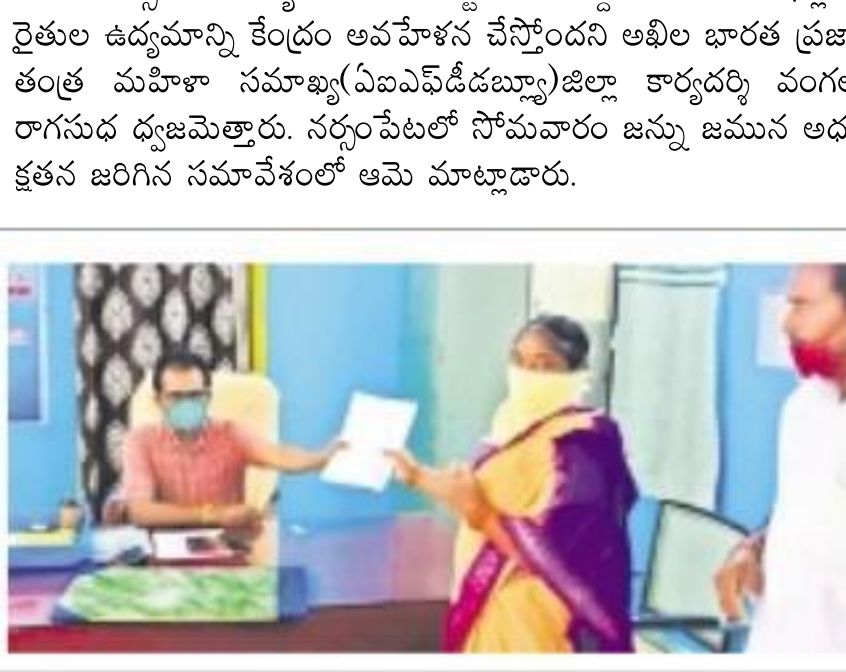 రైతుల ఉద్యమాన్ని కేంద్రం అవహేళన చేస్తోందని అఖిల భారత ప్రజా
తంత్ర మహిళా సమాఖ్య(ఏఐఎఫ్‌డీడబ్ల్యూ)జిల్లా కార్యదర్శి వంగల
రాగసుధ ధ్వజమెత్తారు. నర్సంపేటలో సోమవారం జన్ను జమున అధ్య
క్షతన జరిగిన సమావేశంలో ఆమె మాట్లాడారు.